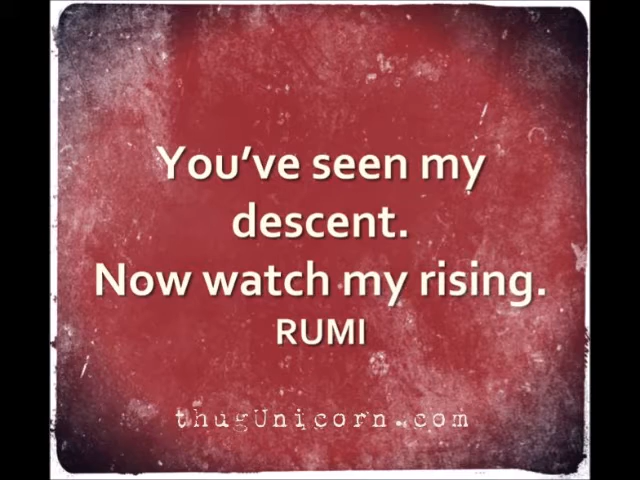 You’ve seen my
descent.
Now watch my rising.
RUMI
thugUnicorn.com